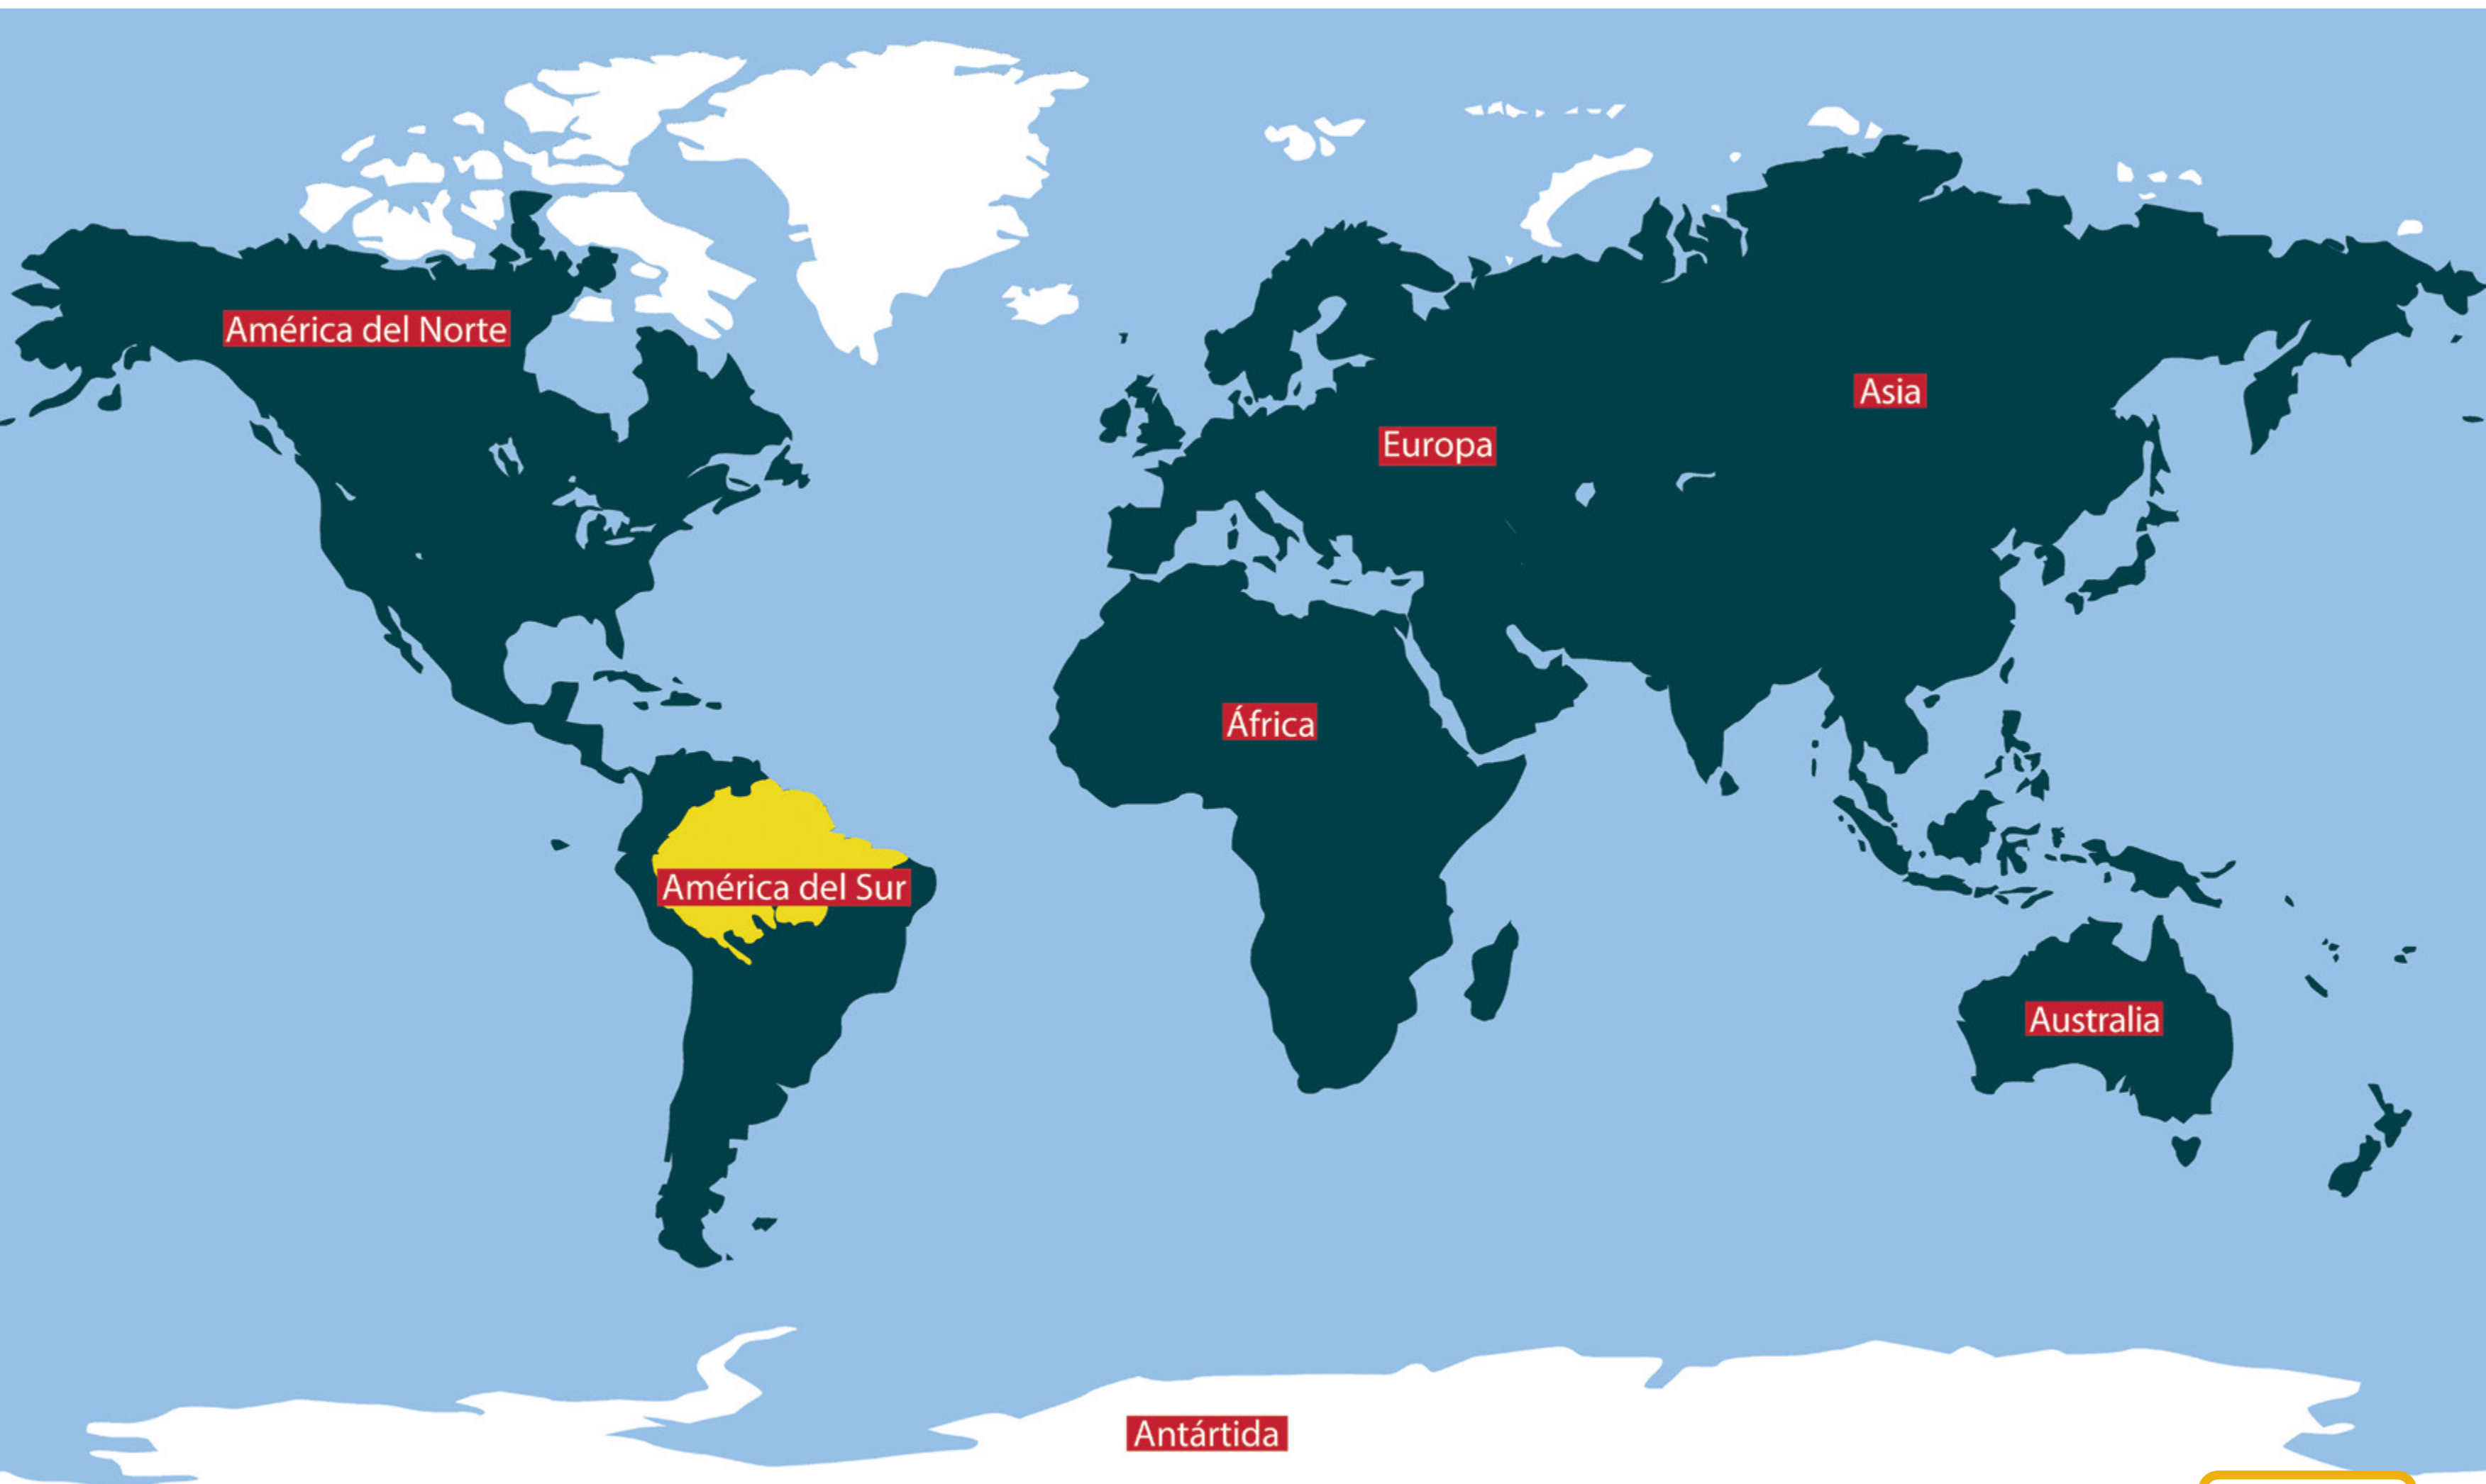 América del Norte
Asia
Europa
África
América del Sur
Australia
Antártida